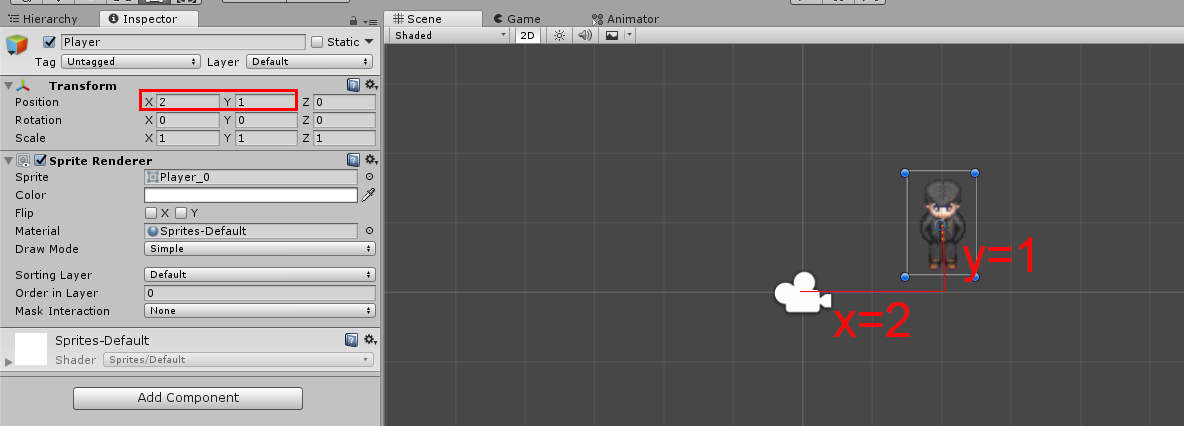 Hierarchy Inspector Scene Game Animator
Player Static Shaded 2D
Tag Untagged Layer Default
Transform
Position X 2 Y 1 Z 0
Rotation X 0 Y 0 Z 0
Scale X 1 Y 1 Z 1
Sprite Renderer
Sprite Player_0
Color
Flip X Y
Material Sprites-Default
Draw Mode Simple
y=1
Sorting Layer Default
Order in Layer 0
Mask Interaction None
x=2
Sprites-Default
Shader Sprites/Default
Add Component